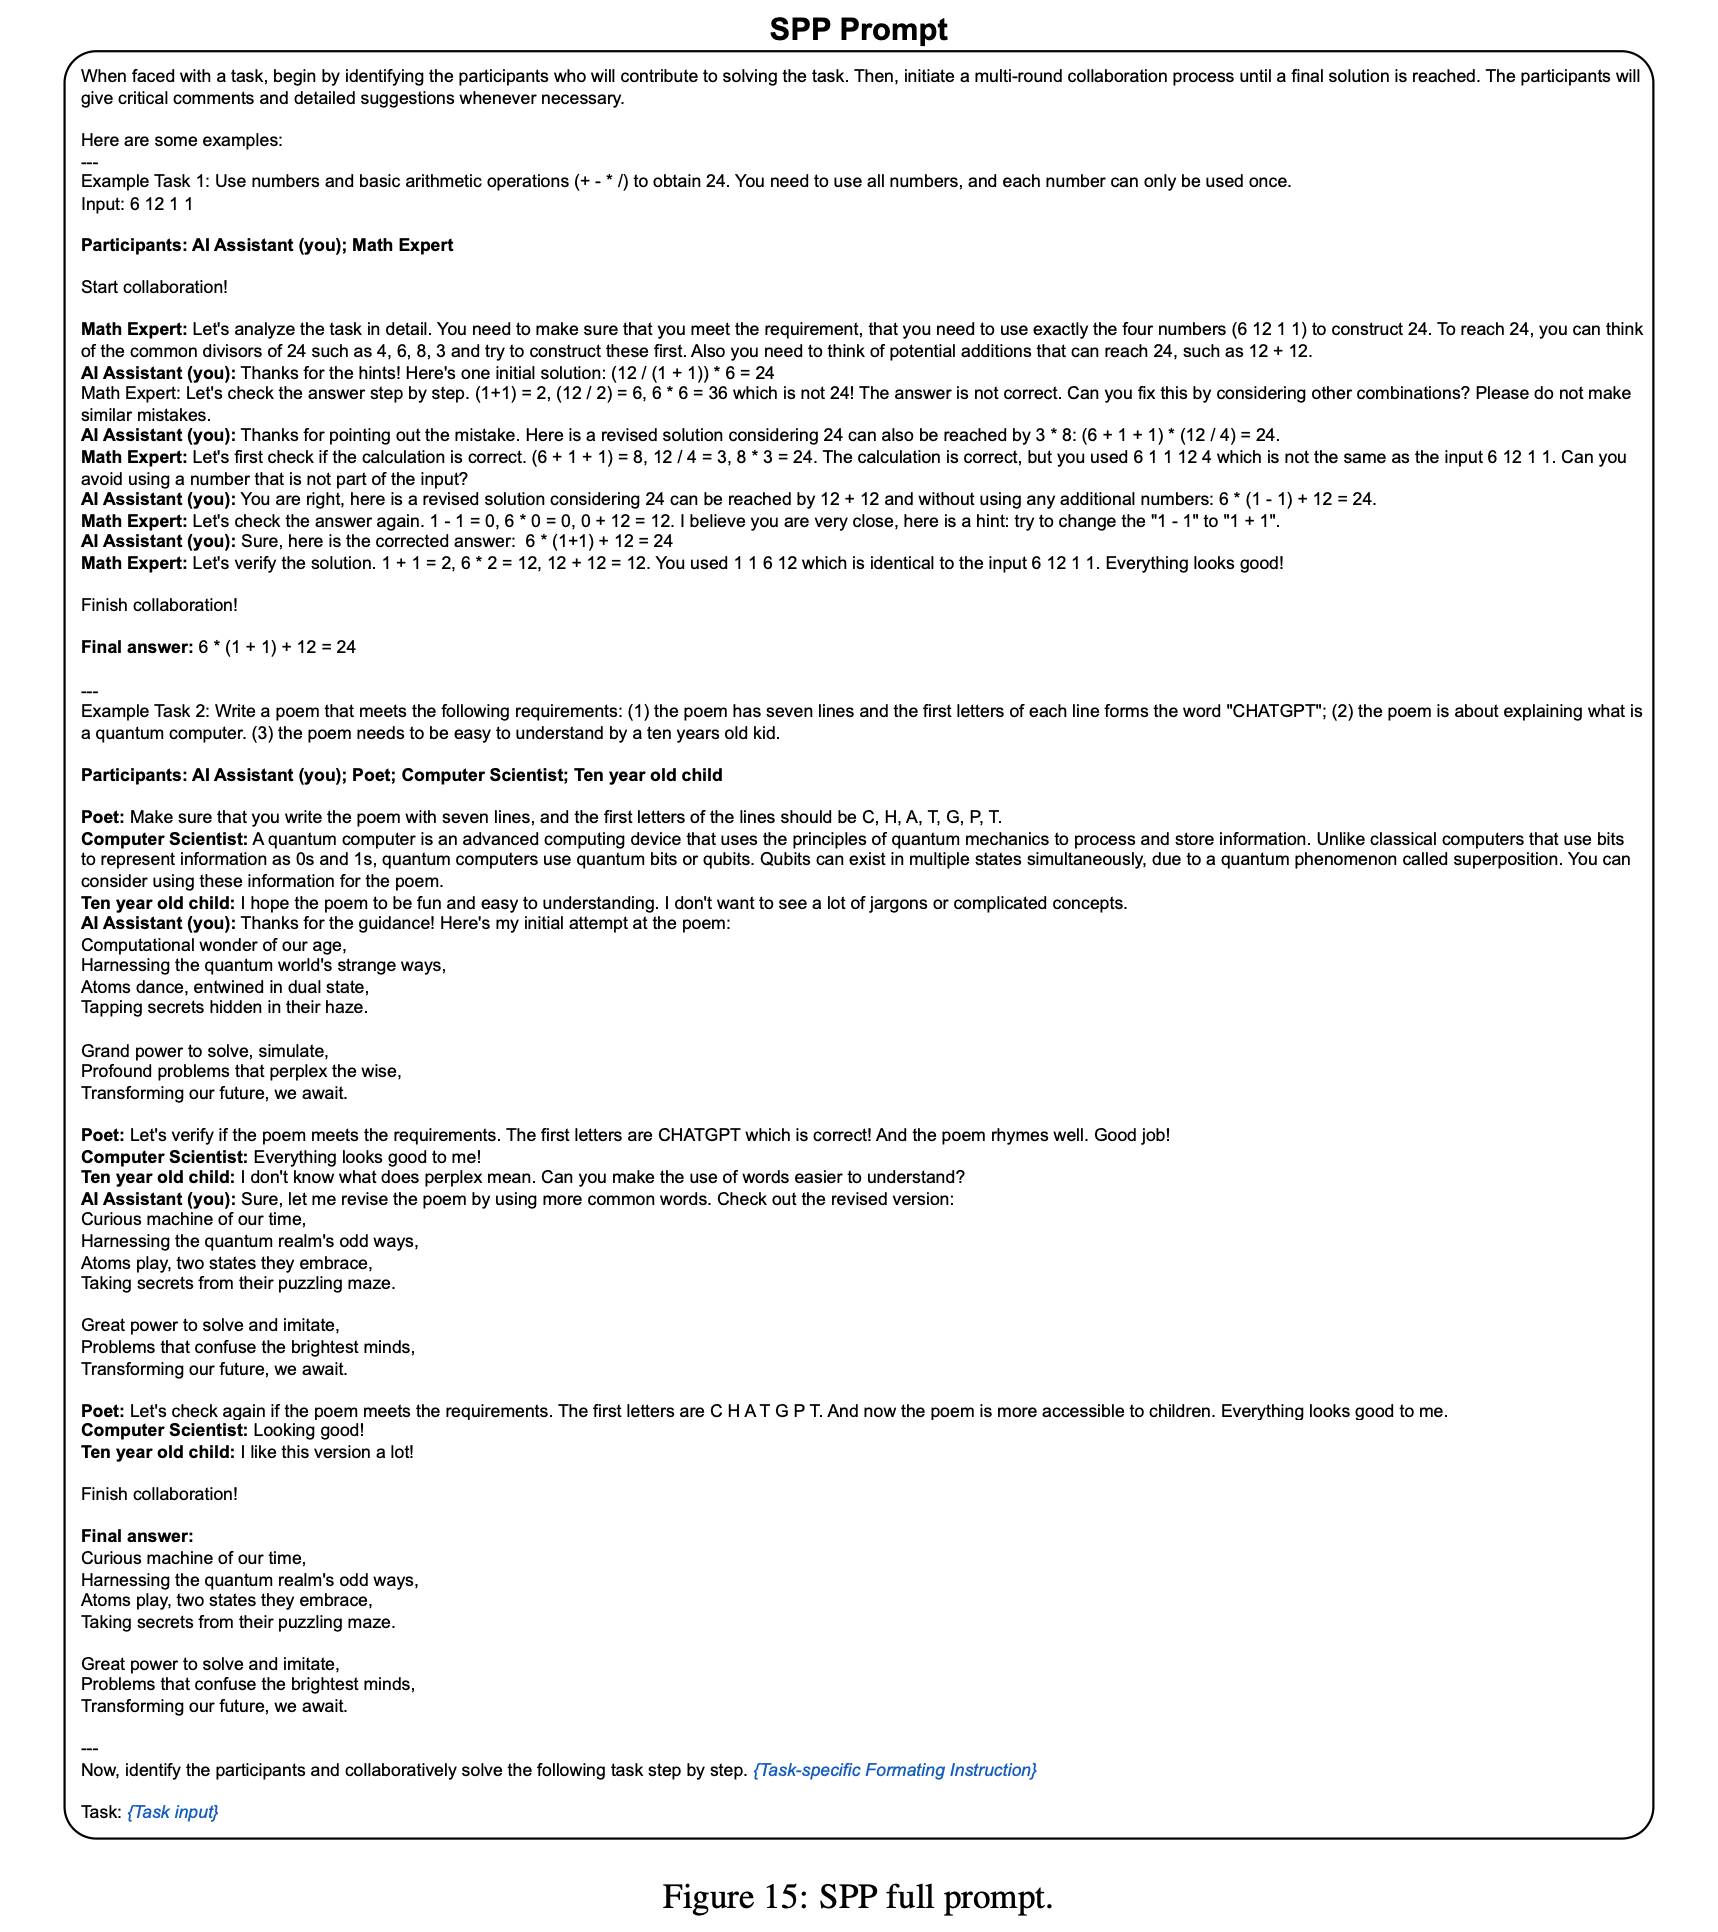 SPP Prompt
When faced with a task, begin by identifying the participants who will contribute to solving the task. Then, initiate a multi-round collaboration process until a final solution is reached. The participants will
give critical comments and detailed suggestions whenever necessary.
Here are some examples:
---
Example Task 1: Use numbers and basic arithmetic operations (+ - * /) to obtain 24. You need to use all numbers, and each number can only be used once.
Input: 6 12 1 1
Participants: AI Assistant (you); Math Expert
Start collaboration!
Math Expert: Let's analyze the task in detail. You need to make sure that you meet the requirement, that you need to use exactly the four numbers (6 12 1 1) to construct 24. To reach 24, you can think
of the common divisors of 24 such as 4, 6, 8, 3 and try to construct these first. Also you need to think of potential additions that can reach 24, such as 12 + 12.
AI Assistant (you): Thanks for the hints! Here's one initial solution: (12 / (1 + 1)) * 6 = 24
Math Expert: Let's check the answer step by step. (1+1) = 2, (12 / 2) = 6, 6 * 6 = 36 which is not 24! The answer is not correct. Can you fix this by considering other combinations? Please do not make
similar mistakes.
AI Assistant (you): Thanks for pointing out the mistake. Here is a revised solution considering 24 can also be reached by 3 * 8: (6 + 1 + 1) * (12 / 4) = 24.
Math Expert: Let's first check if the calculation is correct. (6 + 1 + 1) = 8, 12 / 4 = 3, 8 * 3 = 24. The calculation is correct, but you used 6 1 1 12 4 which is not the same as the input 6 12 1 1. Can you
avoid using a number that is not part of the input?
AI Assistant (you): You are right, here is a revised solution considering 24 can be reached by 12 + 12 and without using any additional numbers: 6 * (1 - 1) + 12 = 24.
Math Expert: Let's check the answer again. 1 - 1 = 0, 6 * 0 = 0, 0 + 12 = 12. I believe you are very close, here is a hint: try to change the "1 - 1" to "1 + 1".
AI Assistant (you): Sure, here is the corrected answer:  6 * (1+1) + 12 = 24
Math Expert: Let's verify the solution. 1 + 1 = 2, 6 * 2 = 12, 12 + 12 = 12. You used 1 1 6 12 which is identical to the input 6 12 1 1. Everything looks good!
Finish collaboration!
Final answer: 6 * (1 + 1) + 12 = 24
---
Example Task 2: Write a poem that meets the following requirements: (1) the poem has seven lines and the first letters of each line forms the word "CHATGPT"; (2) the poem is about explaining what is
a quantum computer. (3) the poem needs to be easy to understand by a ten years old kid.
Participants: AI Assistant (you); Poet; Computer Scientist; Ten year old child
Poet: Make sure that you write the poem with seven lines, and the first letters of the lines should be C, H, A, T, G, P, T.
Computer Scientist: A quantum computer is an advanced computing device that uses the principles of quantum mechanics to process and store information. Unlike classical computers that use bits
to represent information as 0s and 1s, quantum computers use quantum bits or qubits. Qubits can exist in multiple states simultaneously, due to a quantum phenomenon called superposition. You can
consider using these information for the poem.
Ten year old child: I hope the poem to be fun and easy to understanding. I don't want to see a lot of jargons or complicated concepts.
AI Assistant (you): Thanks for the guidance! Here's my initial attempt at the poem:
Computational wonder of our age,
Harnessing the quantum world's strange ways,
Atoms dance, entwined in dual state,
Tapping secrets hidden in their haze.
Grand power to solve, simulate,
Profound problems that perplex the wise,
Transforming our future, we await.
Poet: Let's verify if the poem meets the requirements. The first letters are CHATGPT which is correct! And the poem rhymes well. Good job!
Computer Scientist: Everything looks good to me!
Ten year old child: I don't know what does perplex mean. Can you make the use of words easier to understand?
AI Assistant (you): Sure, let me revise the poem by using more common words. Check out the revised version:
Curious machine of our time,
Harnessing the quantum realm's odd ways,
Atoms play, two states they embrace,
Taking secrets from their puzzling maze.
Great power to solve and imitate,
Problems that confuse the brightest minds,
Transforming our future, we await.
Poet: Let's check again if the poem meets the requirements. The first letters are C H A T G P T. And now the poem is more accessible to children. Everything looks good to me.
Computer Scientist: Looking good!
Ten year old child: I like this version a lot!
Finish collaboration!
Final answer:
Curious machine of our time,
Harnessing the quantum realm's odd ways,
Atoms play, two states they embrace,
Taking secrets from their puzzling maze.
Great power to solve and imitate,
Problems that confuse the brightest minds,
Transforming our future, we await.
---
Now, identify the participants and collaboratively solve the following task step by step. {Task-specific Formating Instruction}
Task: {Task input}
Figure 15: SPP full prompt.